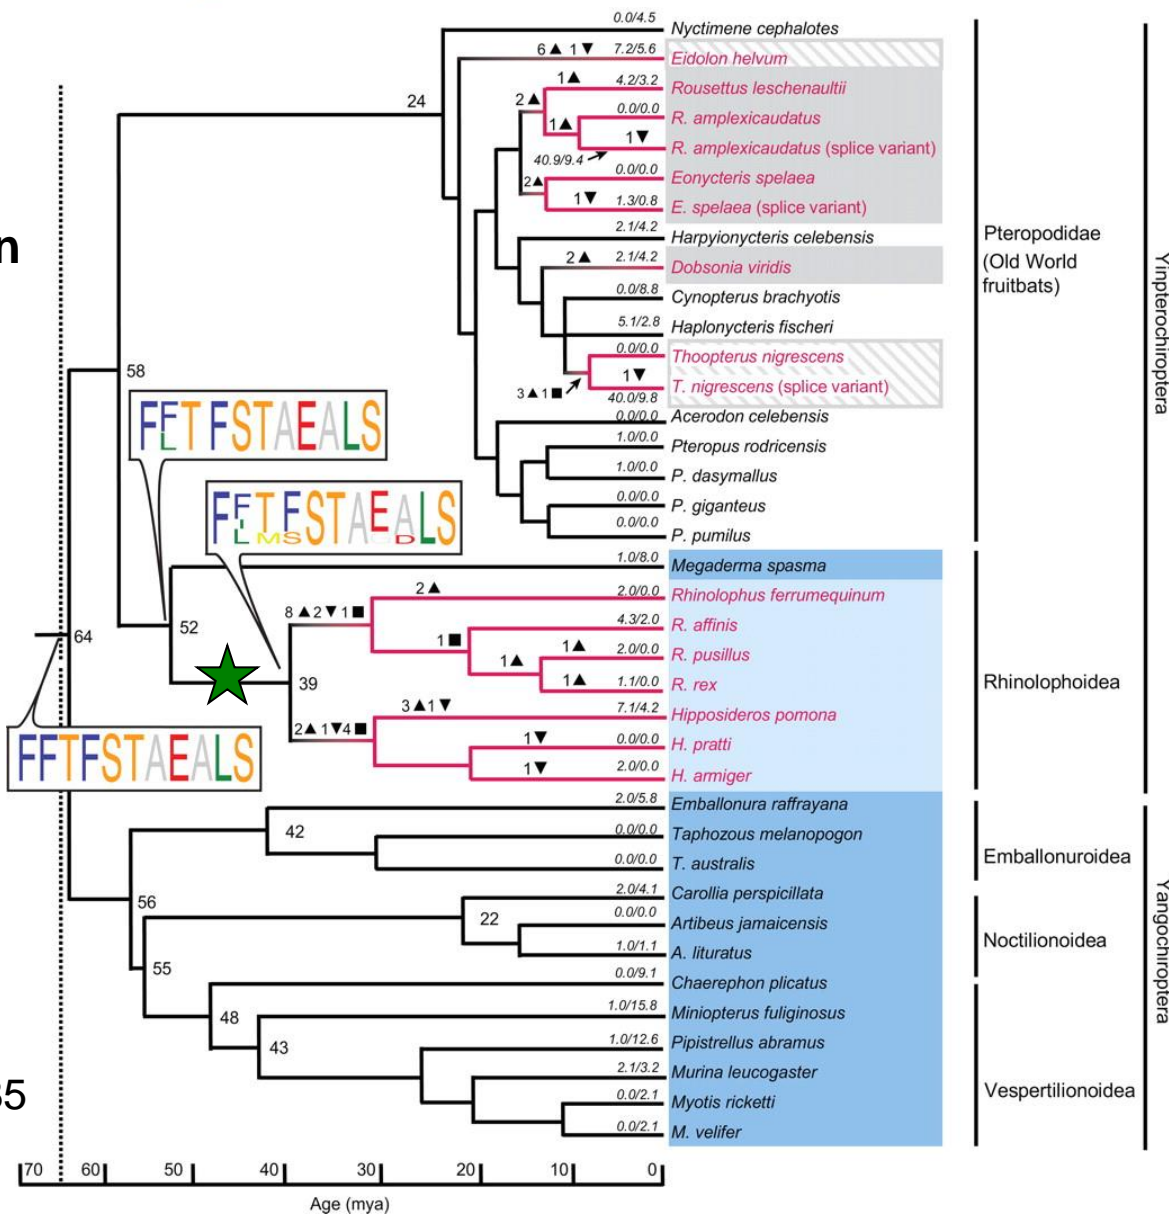 0.0/4.5 Nyctimene cephalotes
6▲ 1▼ 7.2/5.6 Eidolon helvum
1▲ 4.2/3.2 Rousettus leschenaultii
24
2▲
1▲ 0.0/0.0 R. amplexicaudatus
1▼ R. amplexicaudatus (splice variant)
40.9/9.4
2▲ 0.0/0.0 Eonycteris spelaea
1▼ 1.3/0.8 E. spelaea (splice variant)
2.1/4.2 Harpyionycteris celebensis
n
Pteropodidae
(Old World
fruitbats)
2▲ 2.1/4.2 Dobsonia viridis
0.0/8.8 Cynopterus brachyotis
5.1/2.8 Haplonycteris fischeri
Yinpterochiroptera
0.0/0.0 Thoopterus nigrescens
58
1▼ T. nigrescens (splice variant)
3▲1■
40.0/9.8
0.0/0.0 Acerodon celebensis
FFTFSTAEALS
L
1.0/0.0 Pteropus rodricensis
1.0/0.0 P. dasymallus
0.0/0.0 P. giganteus
0.0/0.0 P. pumilus
FFTFSTAEALS
I
LMS D
1.0/8.0 Megaderma spasma
2▲ 2.0/0.0 Rhinolophus ferrumequinum
8▲2▼1■
52
4.3/2.0 R. affinis
64
1■
1▲ 1▲ 2.0/0.0 R. pusillus
39
1▲ 1.1/0.0 R. rex
Rhinolophoidea
3▲1▼ 7.1/4.2 Hipposideros pomona
2▲1▼4■
1▼ 0.0/0.0 H. pratti
1▼ 2.0/0.0 H. armiger
FFTFSTAEALS
2.0/5.8 Emballonura raffrayana
42
0.0/0.0 Taphozous melanopogon
0.0/0.0 T. australis
Emballonuroidea
56
2.0/4.1 Carollia perspicillata
22
0.0/0.0 Artibeus jamaicensis
1.0/1.1 A. lituratus
Noctilionoidea
Yangochiroptera
55
0.0/9.1 Chaerephon plicatus
48
1.0/15.8 Miniopterus fuliginosus
43
1.0/12.6 Pipistrellus abramus
2.1/3.2 Murina leucogaster
Vespertilionoidea
35
0.0/2.1 Myotis ricketti
0.0/2.1 M. velifer
70 60 50 40 30 20 10 0
Age (mya)